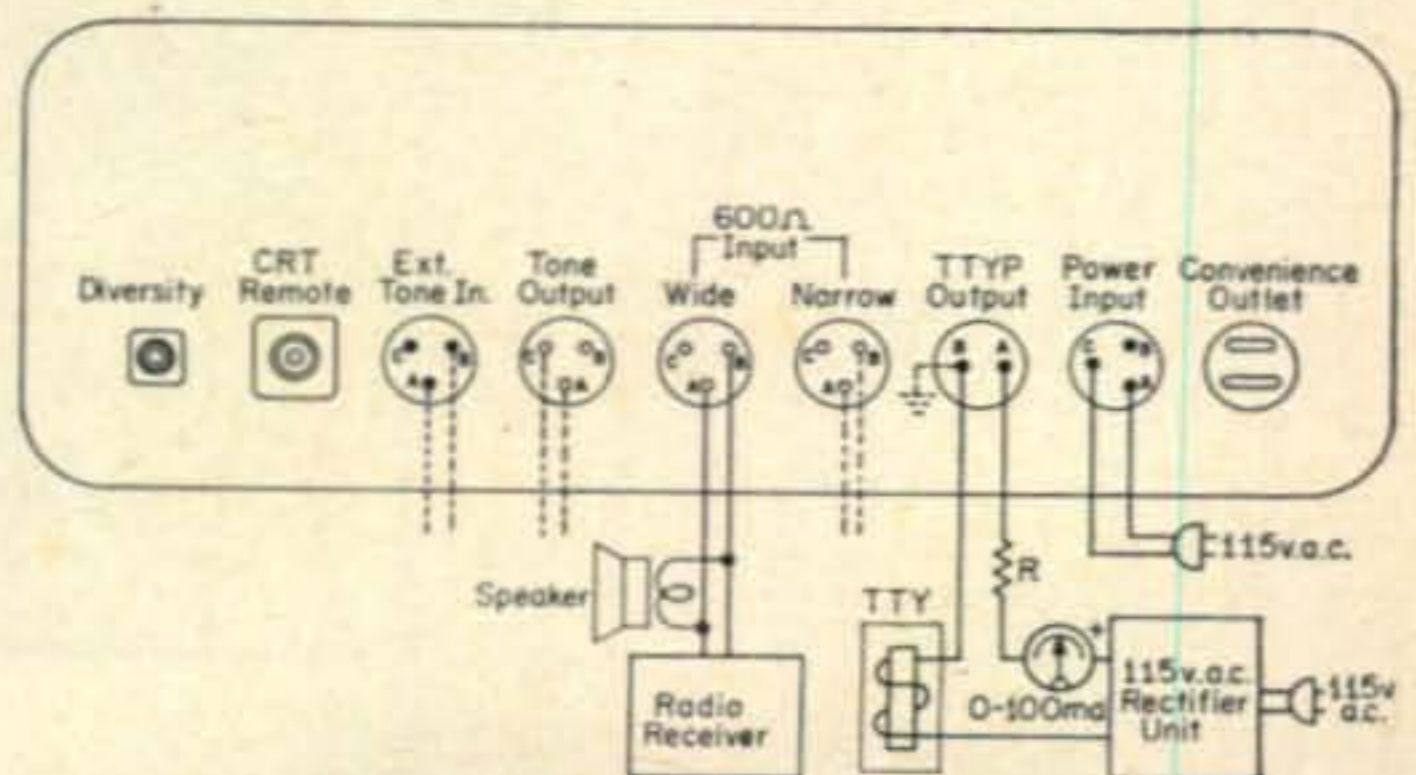 600Ω
Input
Diversity
CRT
Remote
Ext.
Tone In.
Tone
Output
Wide
Narrow
TTYP
Output
Power
Input
Convenience
Outlet
C B
A
C B
A
C B
A
C B
A
B A
C B
A
115v.a.c.
Speaker
R
TTY
+
Radio
Receiver
0-100ma
115v.a.c.
Rectifier
Unit
115v
a.c.